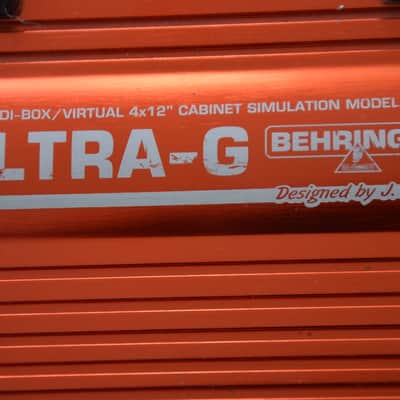 DI-BOX/VIRTUAL 4x12" CABINET SIMULATION MODEL
LTRA-G BEHRING
Designed by J.